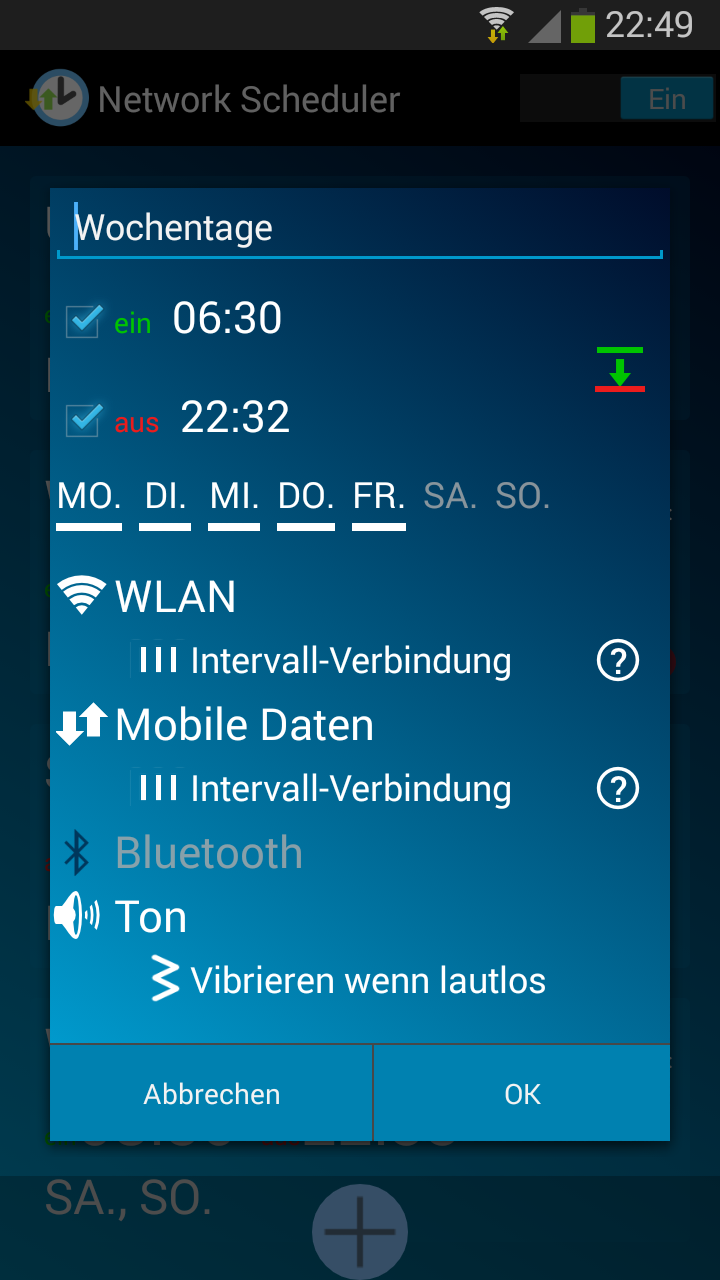 22:49
Network Scheduler Ein
Wochentage
ein 06:30
aus 22:32
MO. DI. MI. DO. FR. SA. SO.
WLAN
Intervall-Verbindung ?
Mobile Daten
Intervall-Verbindung ?
Bluetooth
Ton
Vibrieren wenn lautlos
Abbrechen OK
SA., SO.